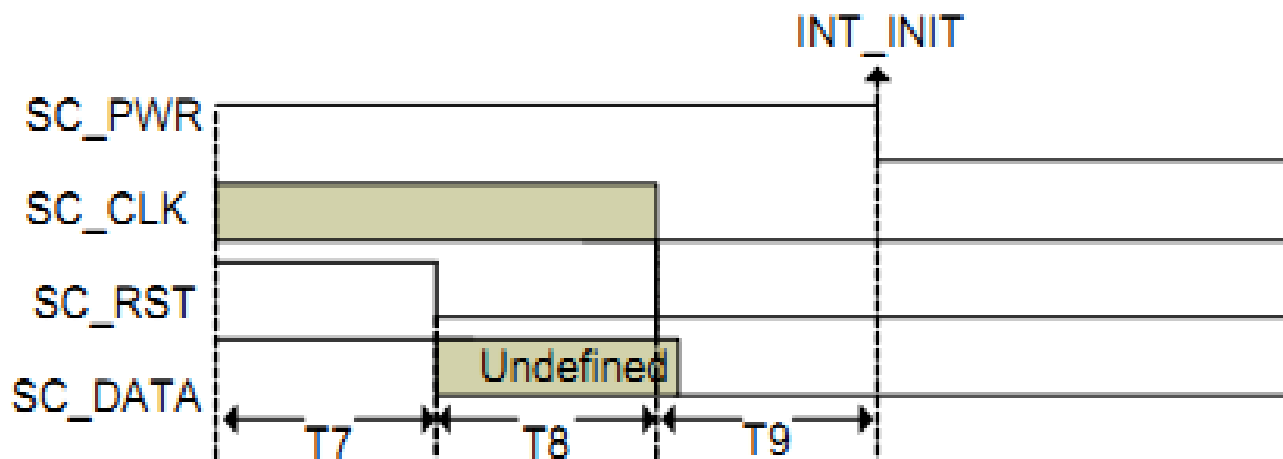 INT_INIT
SC_PWR
SC_CLK
SC_RST
Undefined
SC_DATA
T7
T8
T9